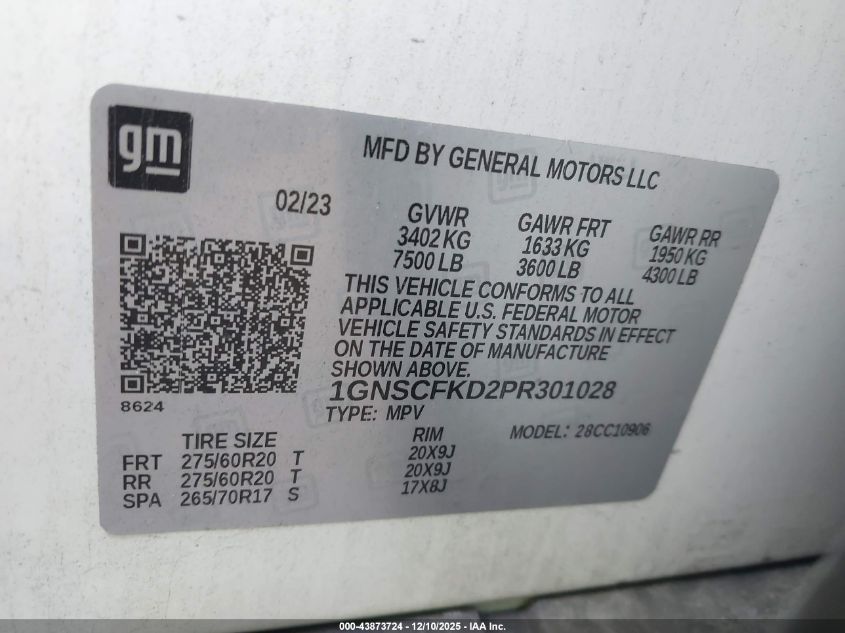 gm
MFD BY GENERAL MOTORS LLC
02/23
GVWR
3402 KG
7500 LB
GAWR FRT
1633 KG
3600 LB
GAWR RR
1950 KG
4300 LB
THIS VEHICLE CONFORMS TO ALL
APPLICABLE U.S. FEDERAL MOTOR
VEHICLE SAFETY STANDARDS IN EFFECT
ON THE DATE OF MANUFACTURE
SHOWN ABOVE.
1GNSCFKD2PR301028
8624
TYPE: MPV
MODEL: 28CC10906
TIRE SIZE RIM
FRT 275/60R20 T 20X9J
RR 275/60R20 T 20X9J
SPA 265/70R17 S 17X8J
000-43873724 - 12/10/2025 - IAA Inc.